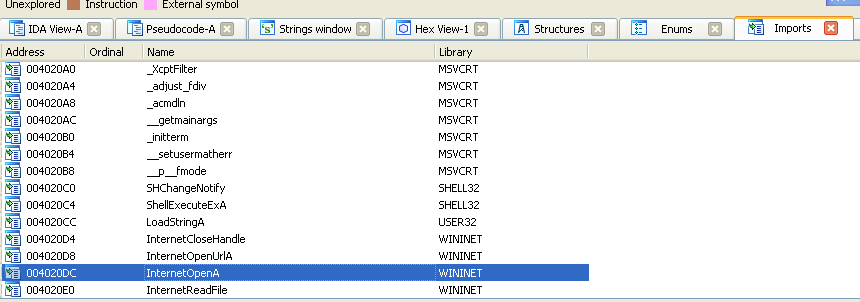 Unexplored Instruction External symbol
IDA View-A Pseudocode-A Strings window Hex View-1 Structures Enums Imports
Address Ordinal Name Library
004020A0 _XcptFilter MSVCRT
004020A4 _adjust_fdiv MSVCRT
004020A8 _acmdln MSVCRT
004020AC __getmainargs MSVCRT
004020B0 _initterm MSVCRT
004020B4 __setusermatherr MSVCRT
004020B8 __p__fmode MSVCRT
004020C0 SHChangeNotify SHELL32
004020C4 ShellExecuteExA SHELL32
004020CC LoadStringA USER32
004020D4 InternetCloseHandle WININET
004020D8 InternetOpenUrlA WININET
004020DC InternetOpenA WININET
004020E0 InternetReadFile WININET